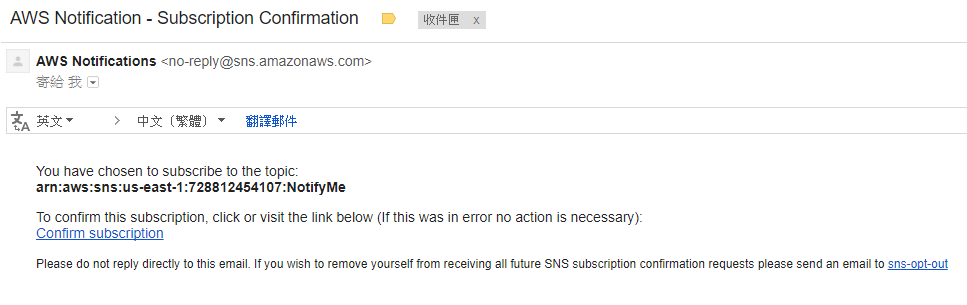 AWS Notification - Subscription Confirmation 收件匣 x
AWS Notifications <no-reply@sns.amazonaws.com>
寄給 我
英文 > 中文（繁體） 翻譯郵件
You have chosen to subscribe to the topic:
arn:aws:sns:us-east-1:728812454107:NotifyMe
To confirm this subscription, click or visit the link below (If this was in error no action is necessary):
Confirm subscription
Please do not reply directly to this email. If you wish to remove yourself from receiving all future SNS subscription confirmation requests please send an email to sns-opt-out